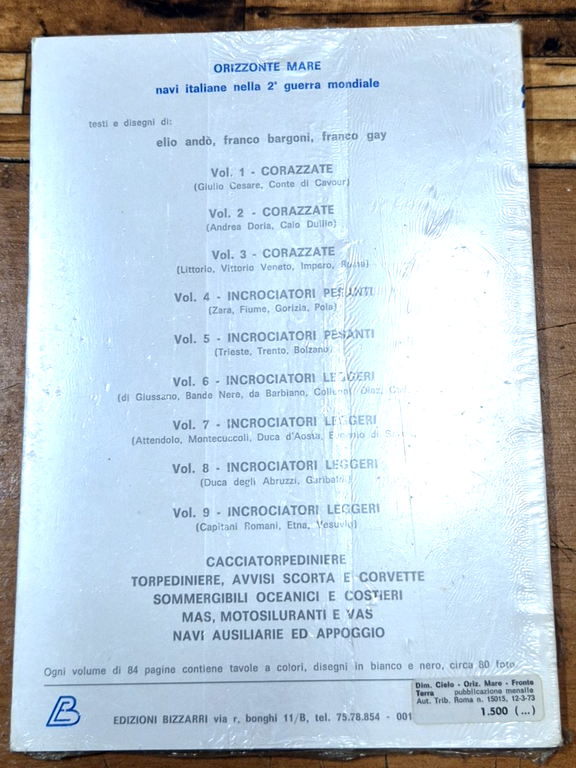 ORIZZONTE MARE
navi italiane nella 2ª guerra mondiale
testi e disegni di:
elio andò, franco bargoni, franco gay
Vol. 1 - CORAZZATE
(Giulio Cesare, Conte di Cavour)
Vol. 2 - CORAZZATE
(Andrea Doria, Caio Duilio)
Vol. 3 - CORAZZATE
(Littorio, Vittorio Veneto, Impero, Roma)
Vol. 4 - INCROCIATORI PESANTI
(Zara, Fiume, Gorizia, Pola)
Vol. 5 - INCROCIATORI PESANTI
(Trieste, Trento, Bolzano)
Vol. 6 - INCROCIATORI LEGGERI
(di Giussano, Bande Nere, da Barbiano, Colleoni, Diaz,
Vol. 7 - INCROCIATORI LEGGERI
(Attendolo, Montecuccoli, Duca d'Aosta, Eugenio di
Vol. 8 - INCROCIATORI LEGGERI
(Duca degli Abruzzi, Garibaldi)
Vol. 9 - INCROCIATORI LEGGERI
(Capitani Romani, Etna, Vesuvio)
CACCIATORPEDINIERE
TORPEDINIERE, AVVISI SCORTA E CORVETTE
SOMMERGIBILI OCEANICI E COSTIERI
MAS, MOTOSILURANTI E VAS
NAVI AUSILIARIE ED APPOGGIO
Ogni volume di 84 pagine contiene tavole a colori, disegni in bianco e nero, circa 80 foto
EDIZIONI BIZZARRI via r. bonghi 11/B, tel. 75.78.854 - 001
Dim. Cielo - Oriz. Mare - Fronte
Terra pubblicazione mensile
Aut. Trib. Roma n. 15015, 12-3-73
1.500 (...)